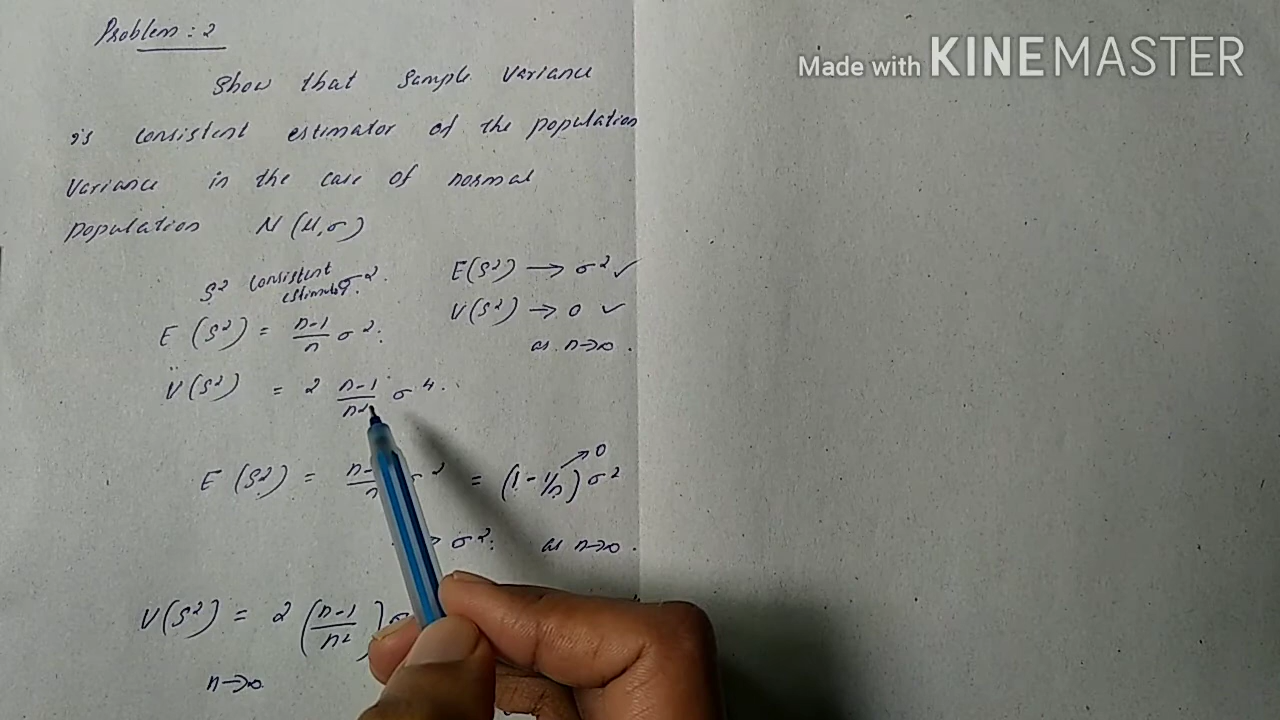 Made with KINEMASTER
Problem : 2
Show that Sample Variance
is consistent estimator of the population
Variance in the case of normal
population N (μ, σ)
S² consistent estimator σ².
E(S²) → σ² ✓
V(S²) → 0 ✓
as n→∞.
E (S²) = n-1/n σ².
V(S²) = 2 n-1/n² σ⁴.
E (S²) = σ² = (1 - 1/n) σ²
→ 0
σ². as n→∞.
V(S²) = 2 (n-1/n²)
n→∞